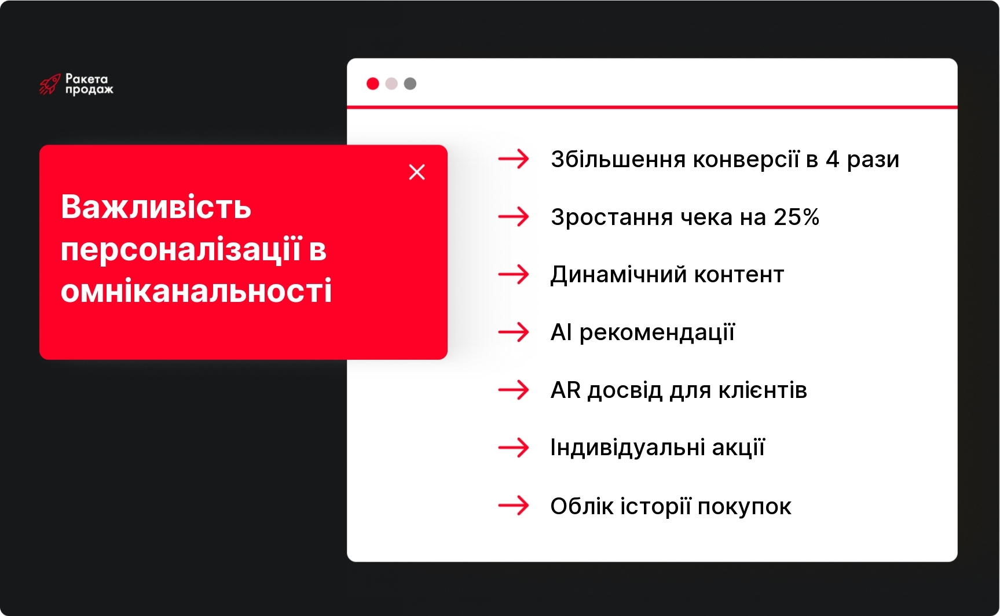 Ракета
продаж
Важливість
персоналізації в
омніканальності
Збільшення конверсії в 4 рази
Зростання чека на 25%
Динамічний контент
AI рекомендації
AR досвід для клієнтів
Індивідуальні акції
Облік історії покупок